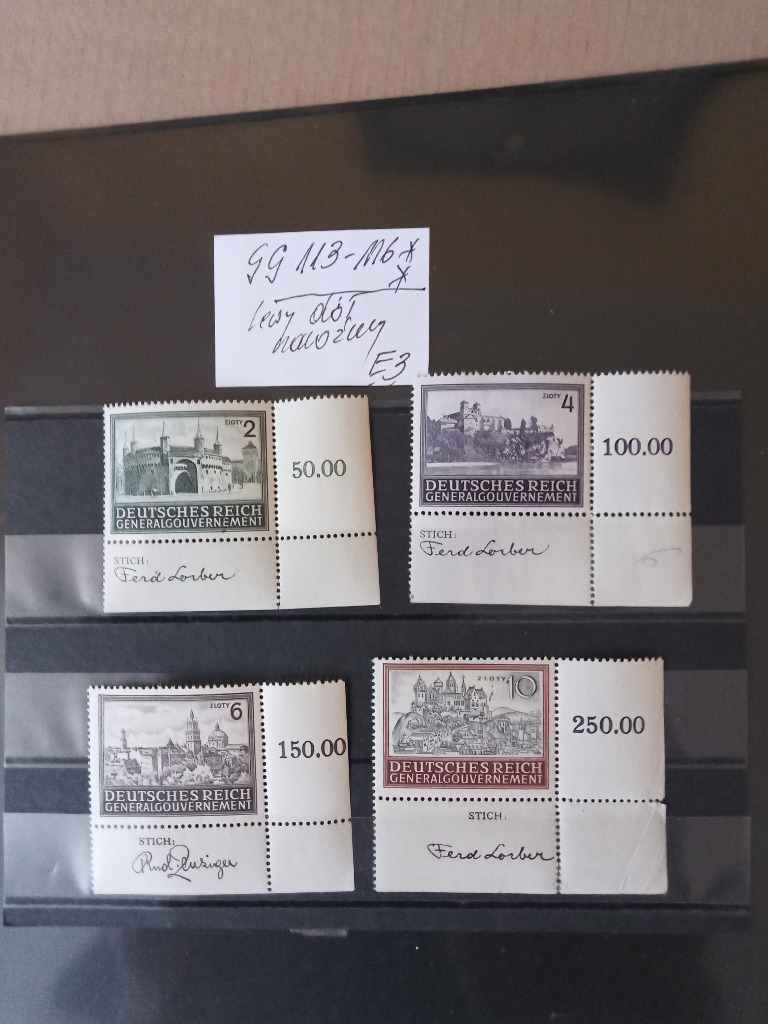 GG 113-116 **
lewy dół
narożny
E3
ZŁOTY 2
DEUTSCHES REICH
GENERALGOUVERNEMENT
50.00
STICH:
Ferd Lorber
ZŁOTY 4
DEUTSCHES REICH
GENERALGOUVERNEMENT
100.00
STICH:
Ferd Lorber
ZŁOTY 6
DEUTSCHES REICH
GENERALGOUVERNEMENT
150.00
STICH:
ZŁOTY 10
DEUTSCHES REICH
GENERALGOUVERNEMENT
250.00
STICH:
Ferd Lorber